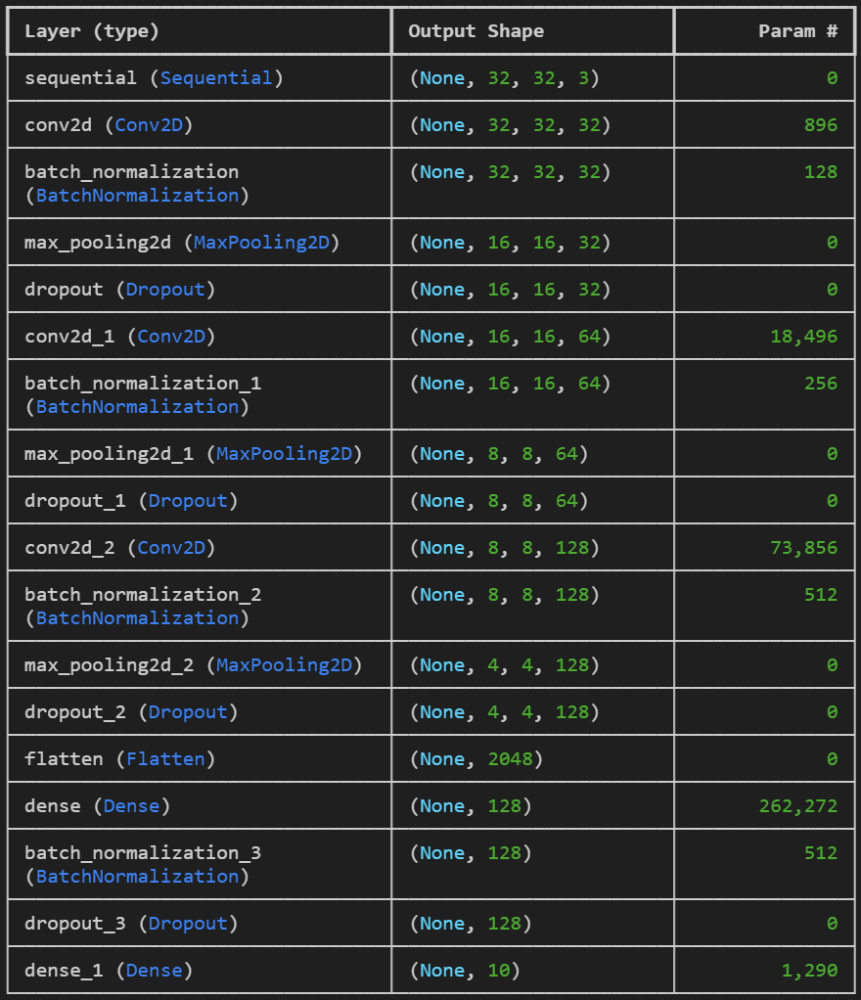 Layer (type) Output Shape Param #
sequential (Sequential) (None, 32, 32, 3) 0
conv2d (Conv2D) (None, 32, 32, 32) 896
batch_normalization (None, 32, 32, 32) 128
(BatchNormalization)
max_pooling2d (MaxPooling2D) (None, 16, 16, 32) 0
dropout (Dropout) (None, 16, 16, 32) 0
conv2d_1 (Conv2D) (None, 16, 16, 64) 18,496
batch_normalization_1 (None, 16, 16, 64) 256
(BatchNormalization)
max_pooling2d_1 (MaxPooling2D) (None, 8, 8, 64) 0
dropout_1 (Dropout) (None, 8, 8, 64) 0
conv2d_2 (Conv2D) (None, 8, 8, 128) 73,856
batch_normalization_2 (None, 8, 8, 128) 512
(BatchNormalization)
max_pooling2d_2 (MaxPooling2D) (None, 4, 4, 128) 0
dropout_2 (Dropout) (None, 4, 4, 128) 0
flatten (Flatten) (None, 2048) 0
dense (Dense) (None, 128) 262,272
batch_normalization_3 (None, 128) 512
(BatchNormalization)
dropout_3 (Dropout) (None, 128) 0
dense_1 (Dense) (None, 10) 1,290